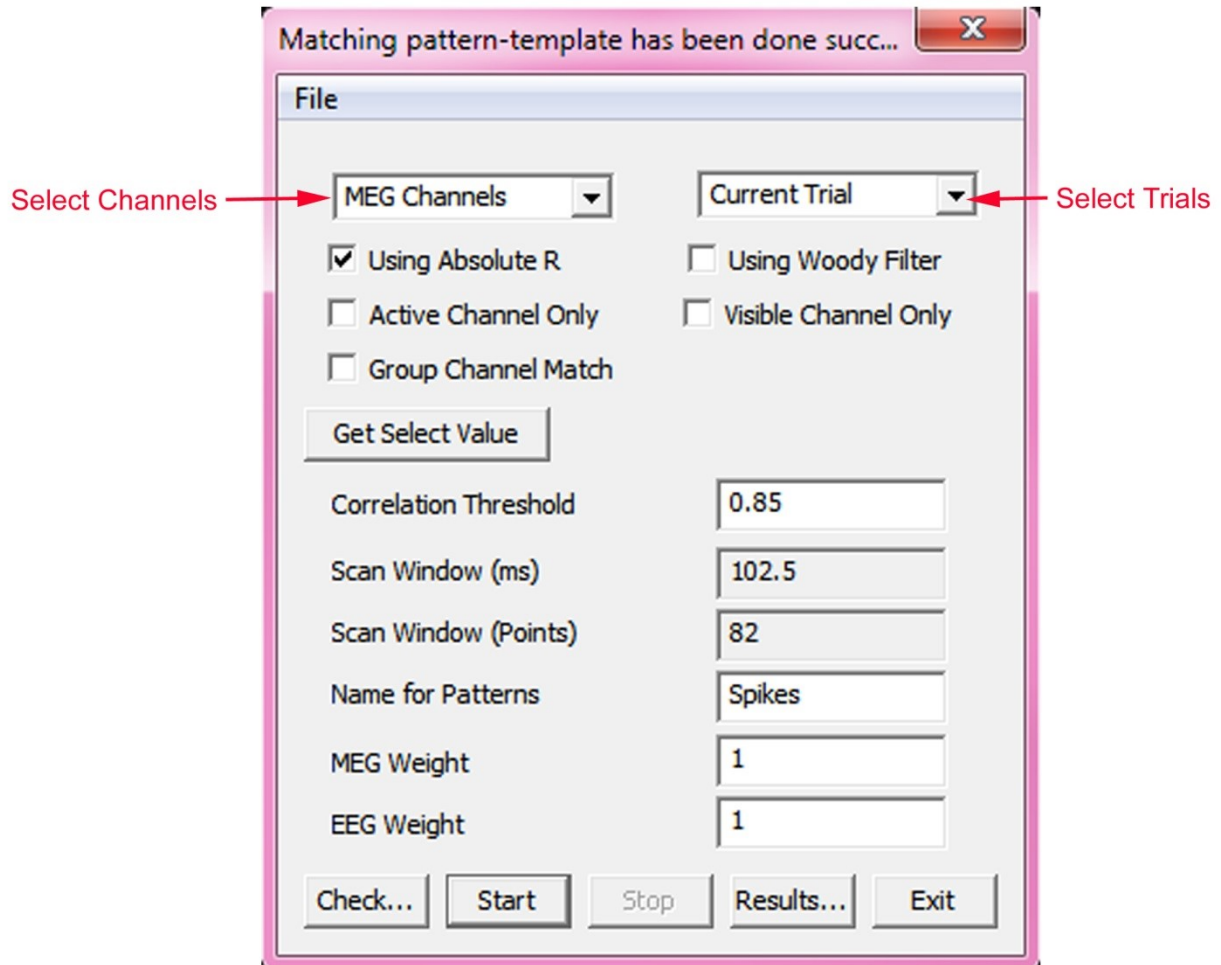 Matching pattern-template has been done succ...
File
Select Channels
MEG Channels
Current Trial
Select Trials
Using Absolute R
Using Woody Filter
Active Channel Only
Visible Channel Only
Group Channel Match
Get Select Value
Correlation Threshold
0.85
Scan Window (ms)
102.5
Scan Window (Points)
82
Name for Patterns
Spikes
MEG Weight
1
EEG Weight
1
Check...
Start
Stop
Results...
Exit